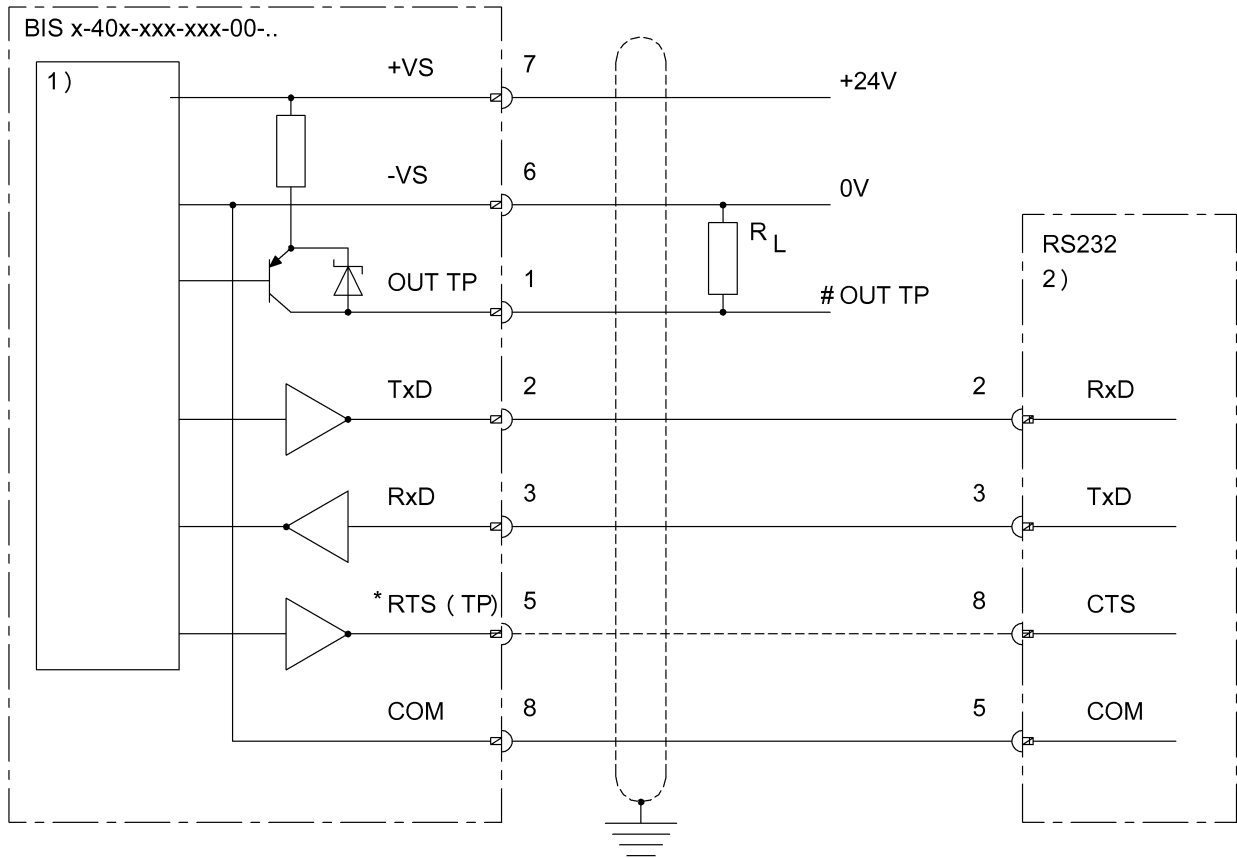 BIS x-40x-xxx-xxx-00-..
1)
+VS 7 +24V
-VS 6 0V
R L
RS232
2)
OUT TP 1 # OUT TP
TxD 2 2 RxD
RxD 3 3 TxD
* RTS ( TP) 5 8 CTS
COM 8 5 COM